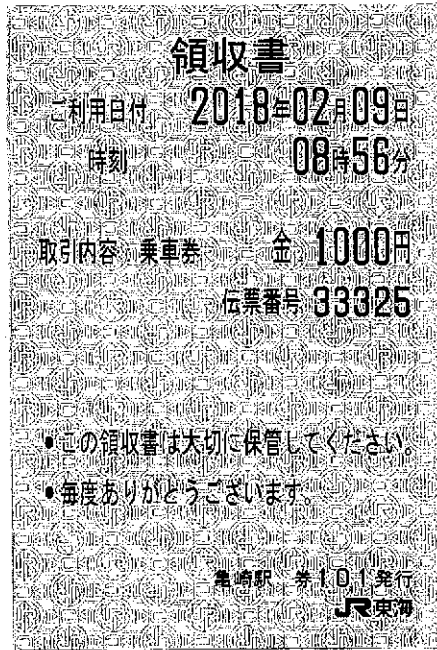 領収書
ご利用日付 2018年02月09日
時刻 08時56分
取引内容 乗車券 金 1000円
伝票番号 33325
•この領収書は大切に保管してください。
•毎度ありがとうございます。
亀崎駅 券101発行
JR東海